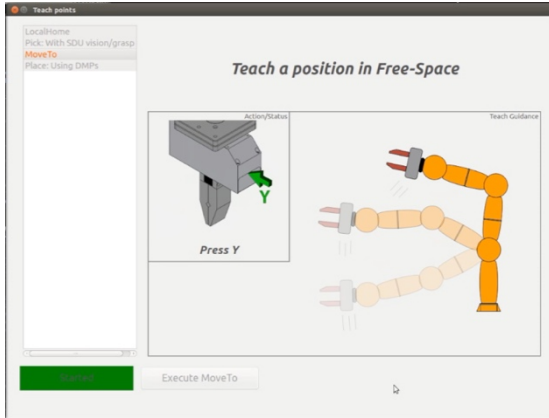 Teach points
LocalHome
Pick: With SDU vision/grasp
MoveTo
Place: Using DMPs
Teach a position in Free-Space
Action/Status
Teach Guidance
Y
Press Y
Started
Execute MoveTo